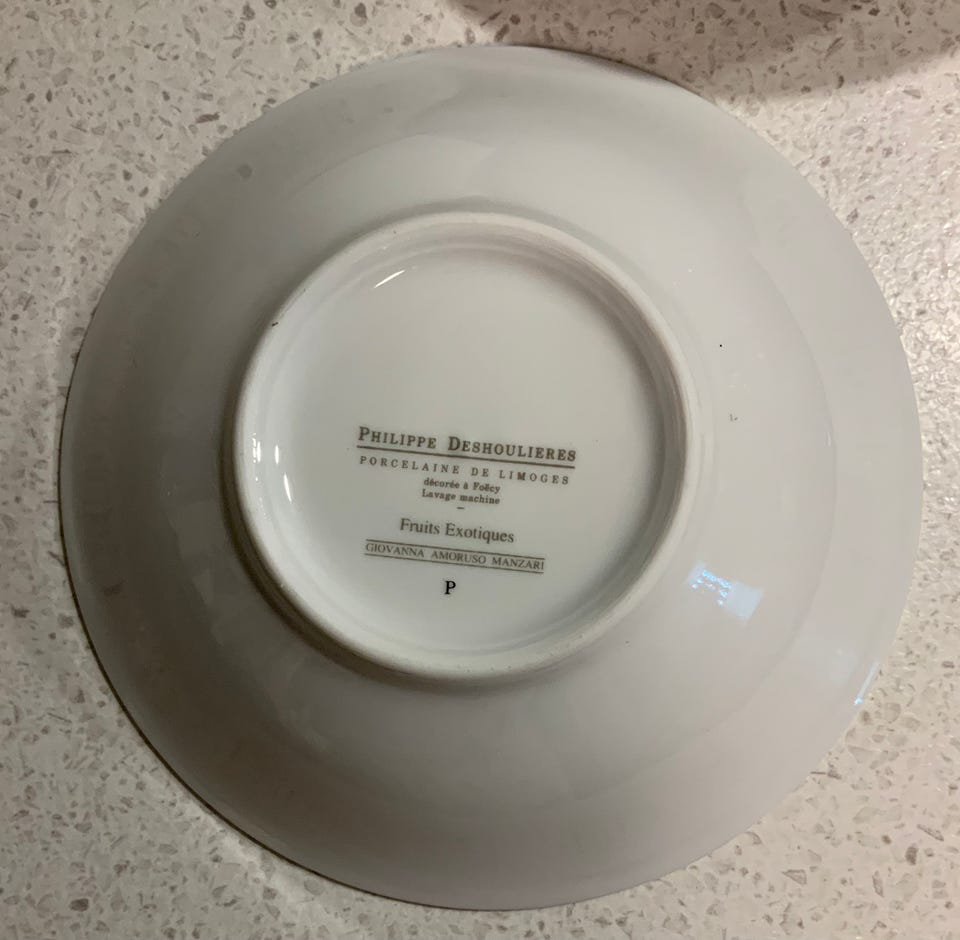 PHILIPPE DESHOULIERES
PORCELAINE DE LIMOGES
décorée à Foëcy
Lavage machine
Fruits Exotiques
GIOVANNA AMORUSO MANZARI
P